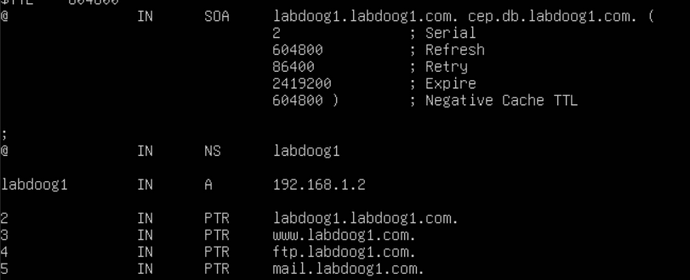 $TTL 604800
@ IN SOA labdoog1.labdoog1.com. cep.db.labdoog1.com. (
2 ; Serial
604800 ; Refresh
86400 ; Retry
2419200 ; Expire
604800 ) ; Negative Cache TTL
;
@ IN NS labdoog1
labdoog1 IN A 192.168.1.2
2 IN PTR labdoog1.labdoog1.com.
3 IN PTR www.labdoog1.com.
4 IN PTR ftp.labdoog1.com.
5 IN PTR mail.labdoog1.com.